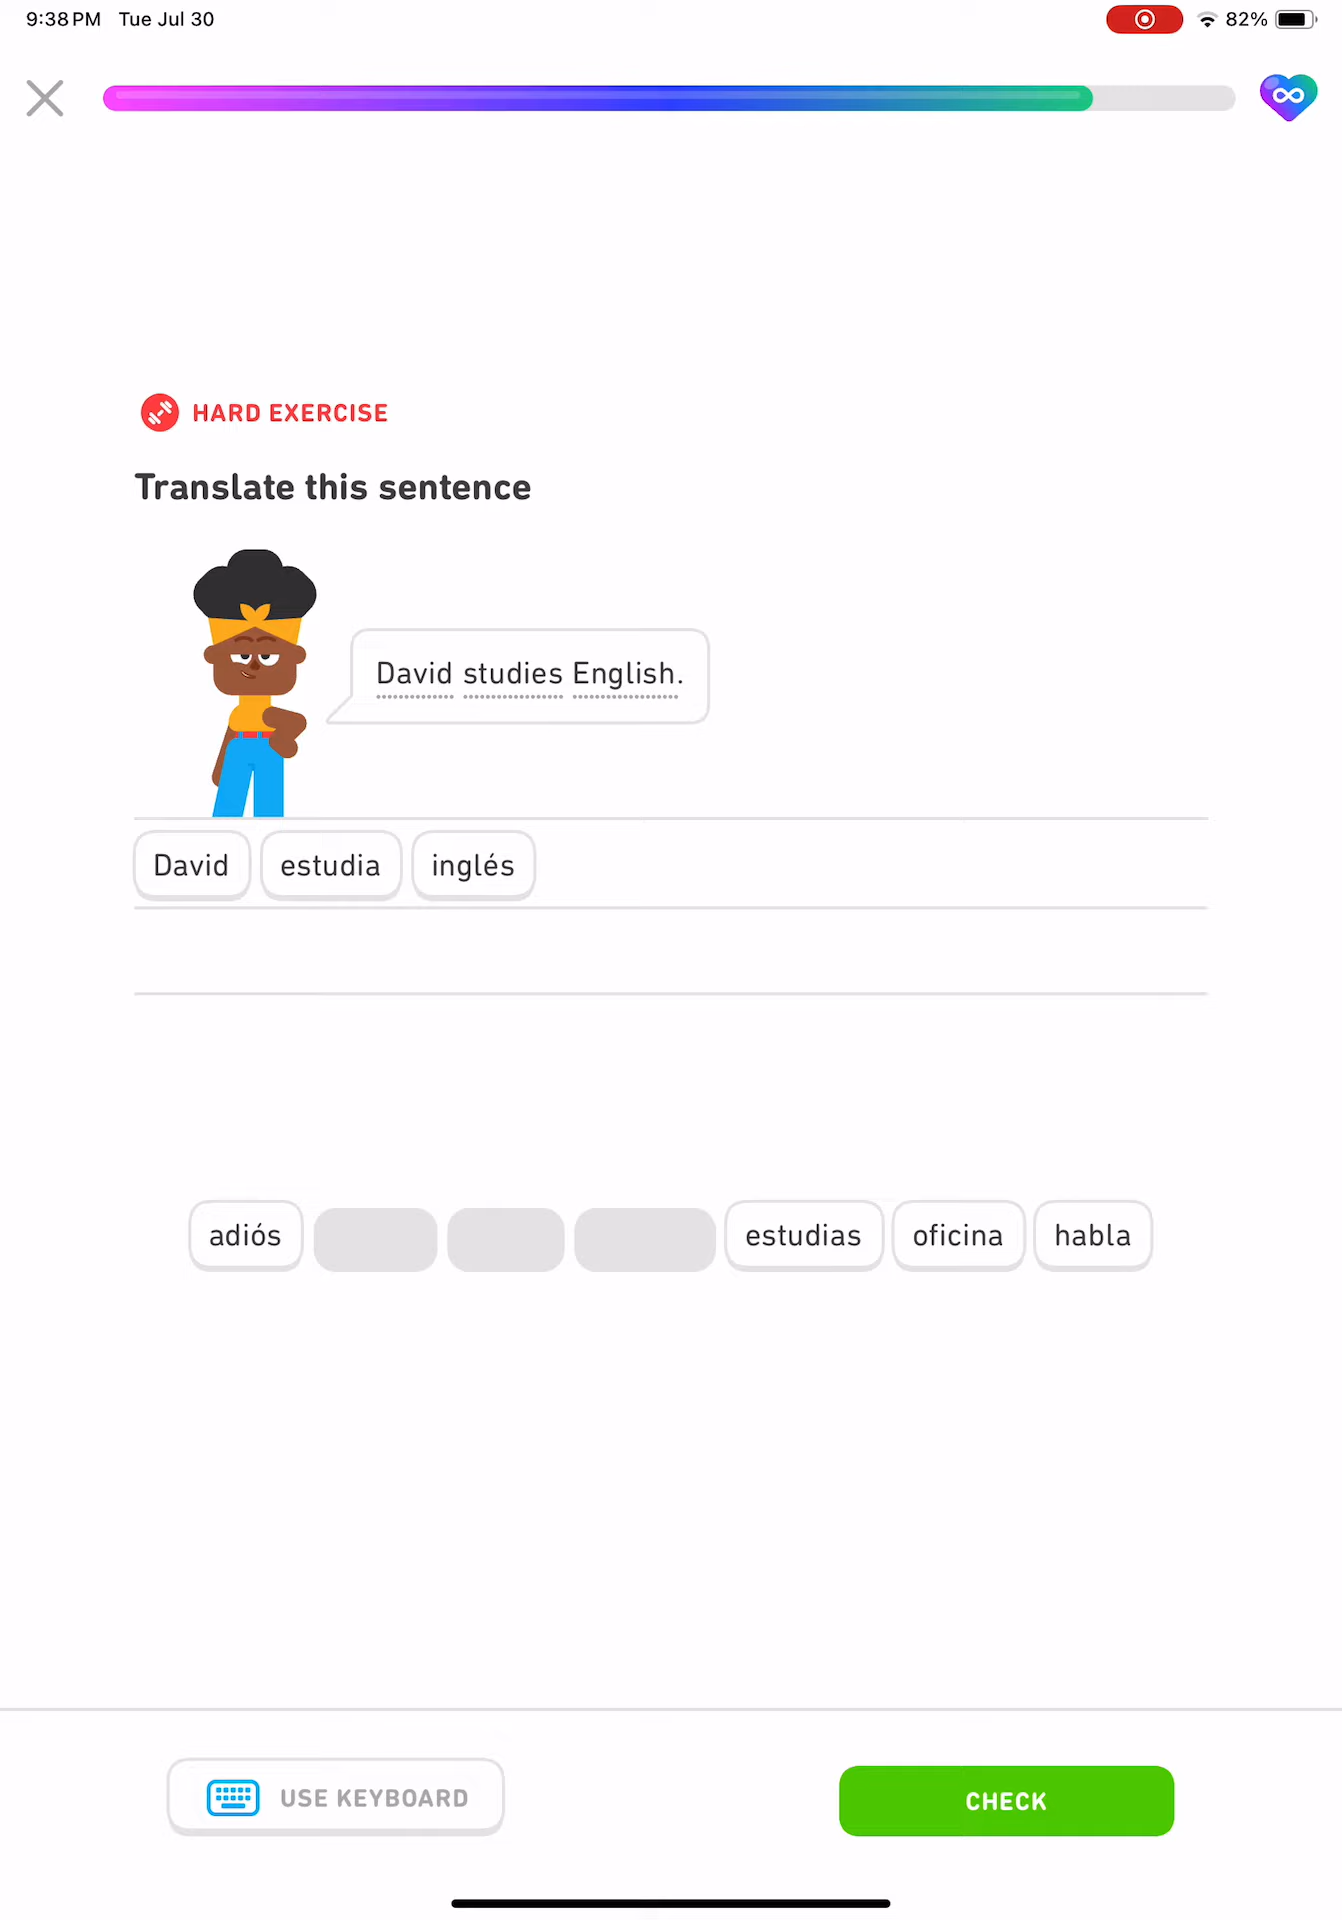 9:38 PM Tue Jul 30 82%
HARD EXERCISE
Translate this sentence
David studies English.
David estudia inglés
adiós estudias oficina habla
USE KEYBOARD CHECK